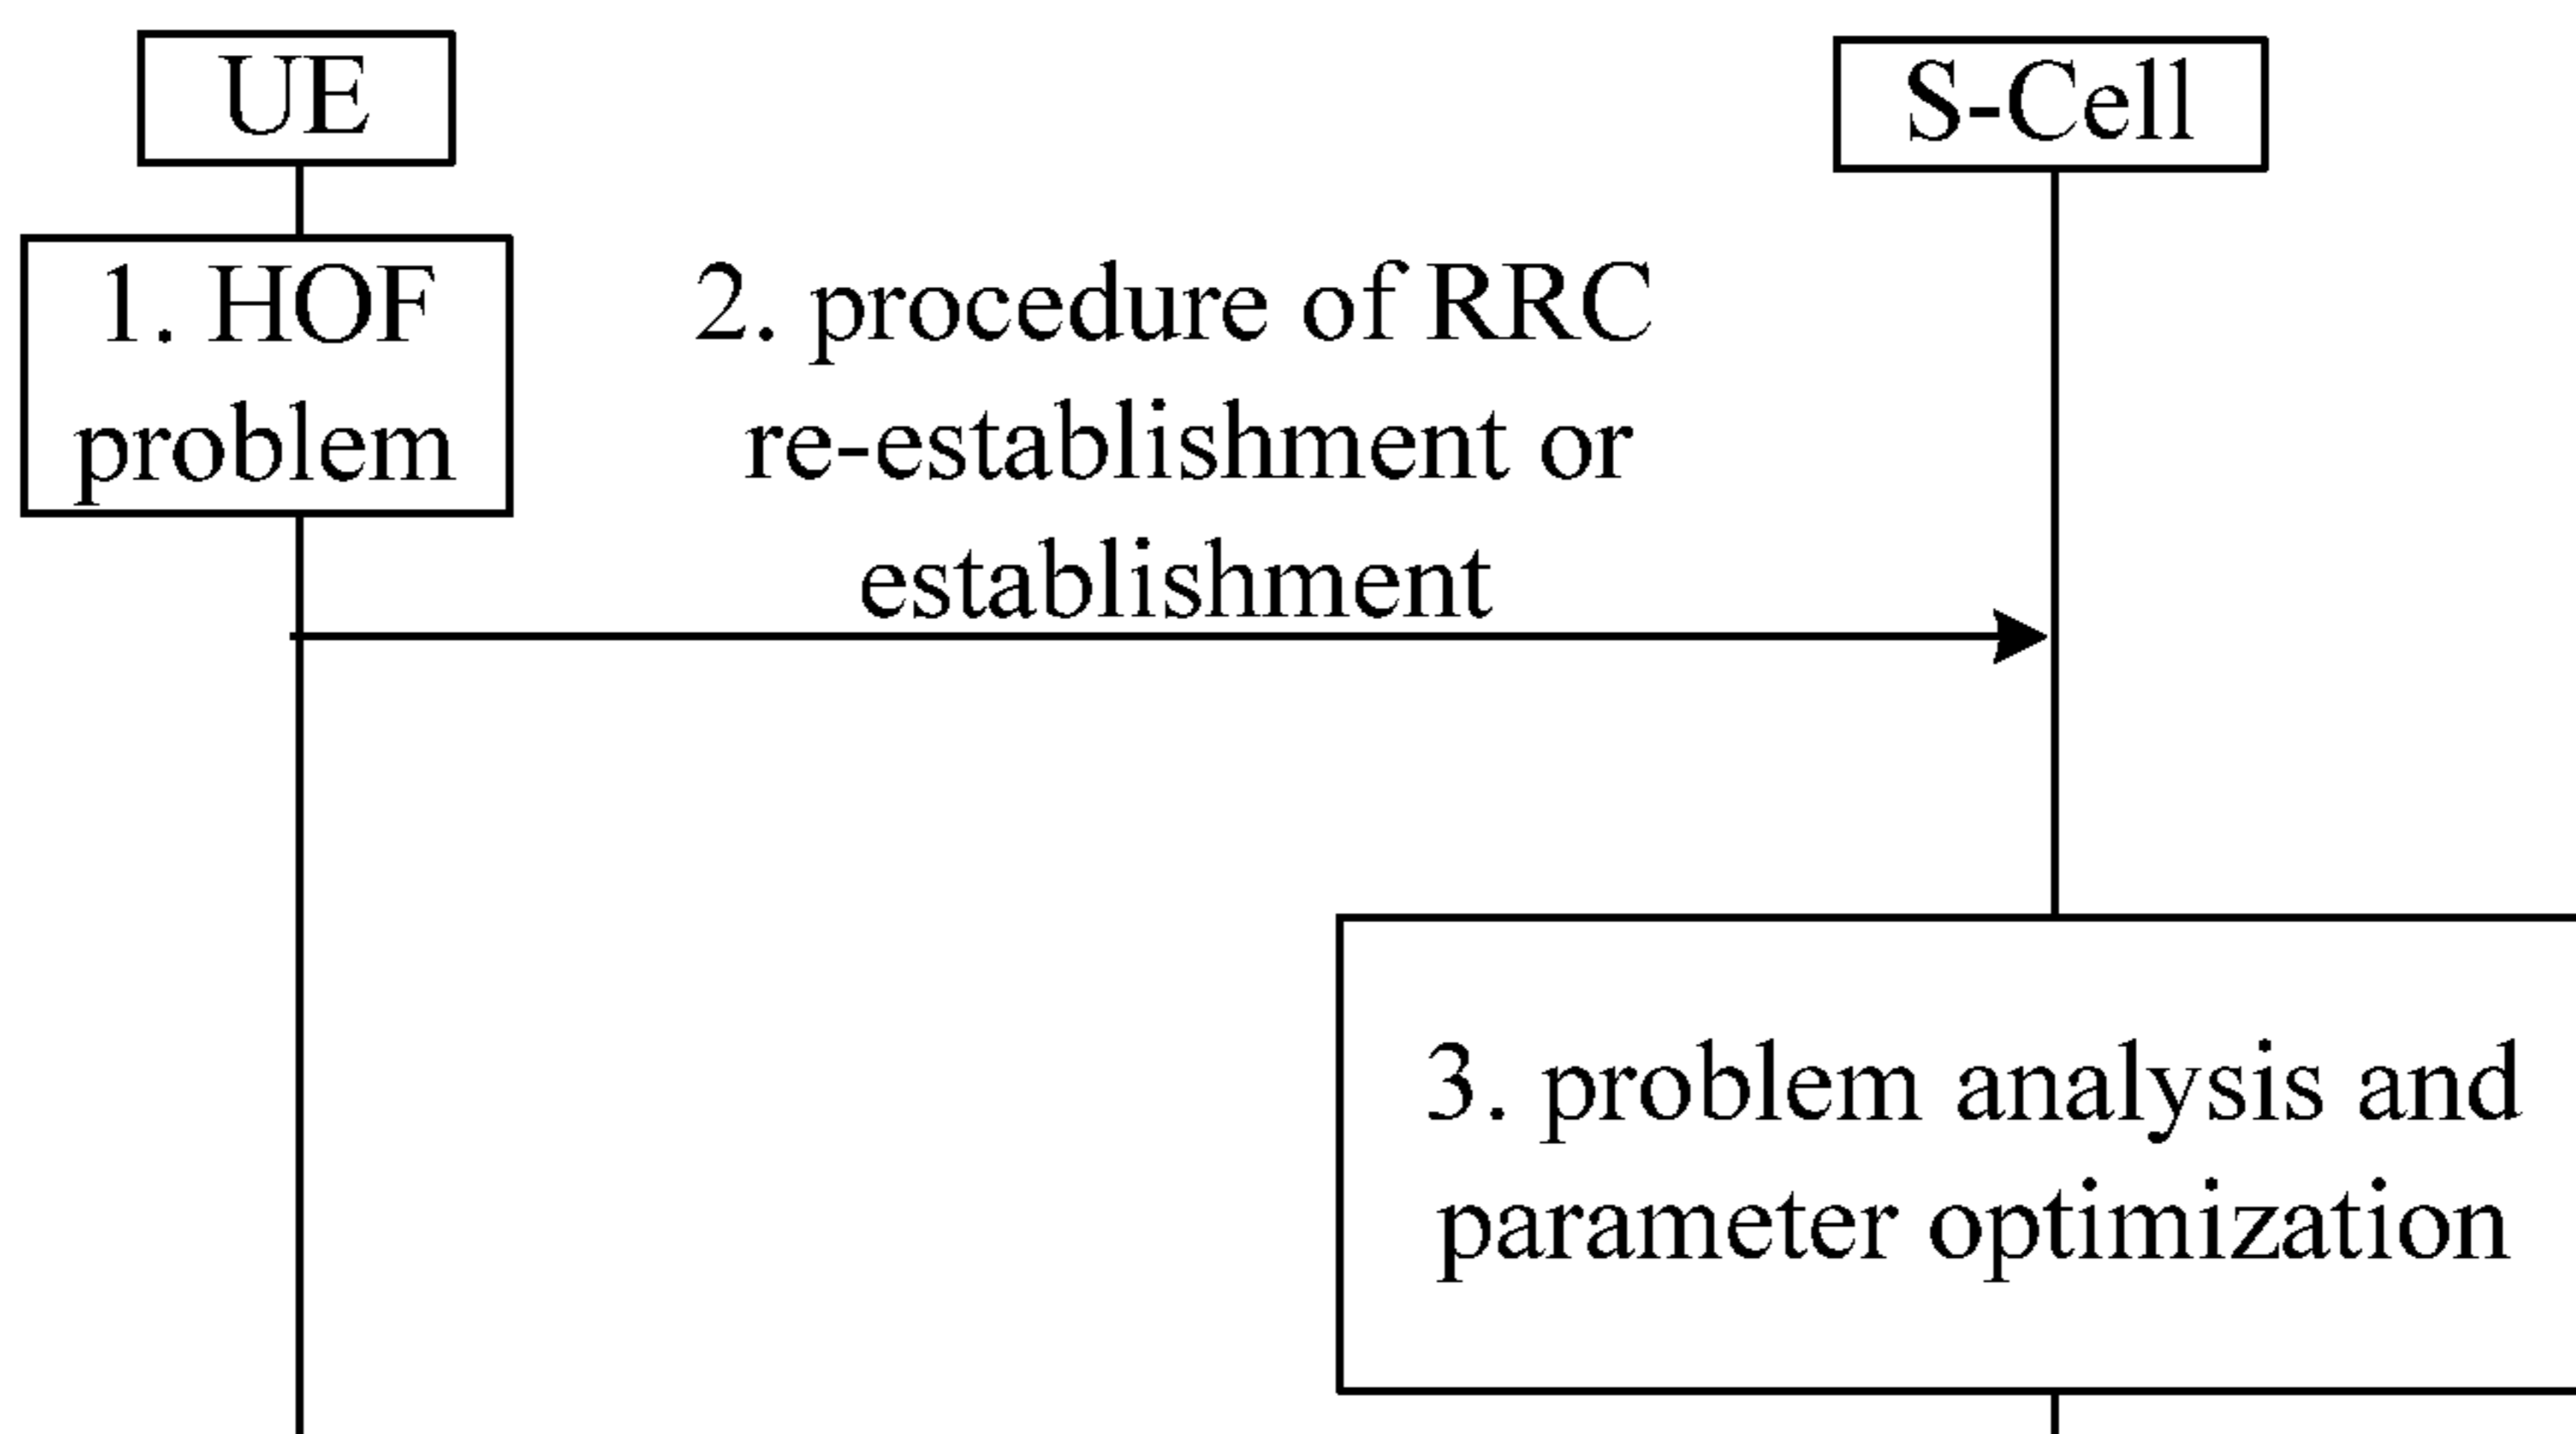 UE
S-Cell
1. HOF
problem
2. procedure of RRC
re-establishment or
establishment
3. problem analysis and
parameter optimization